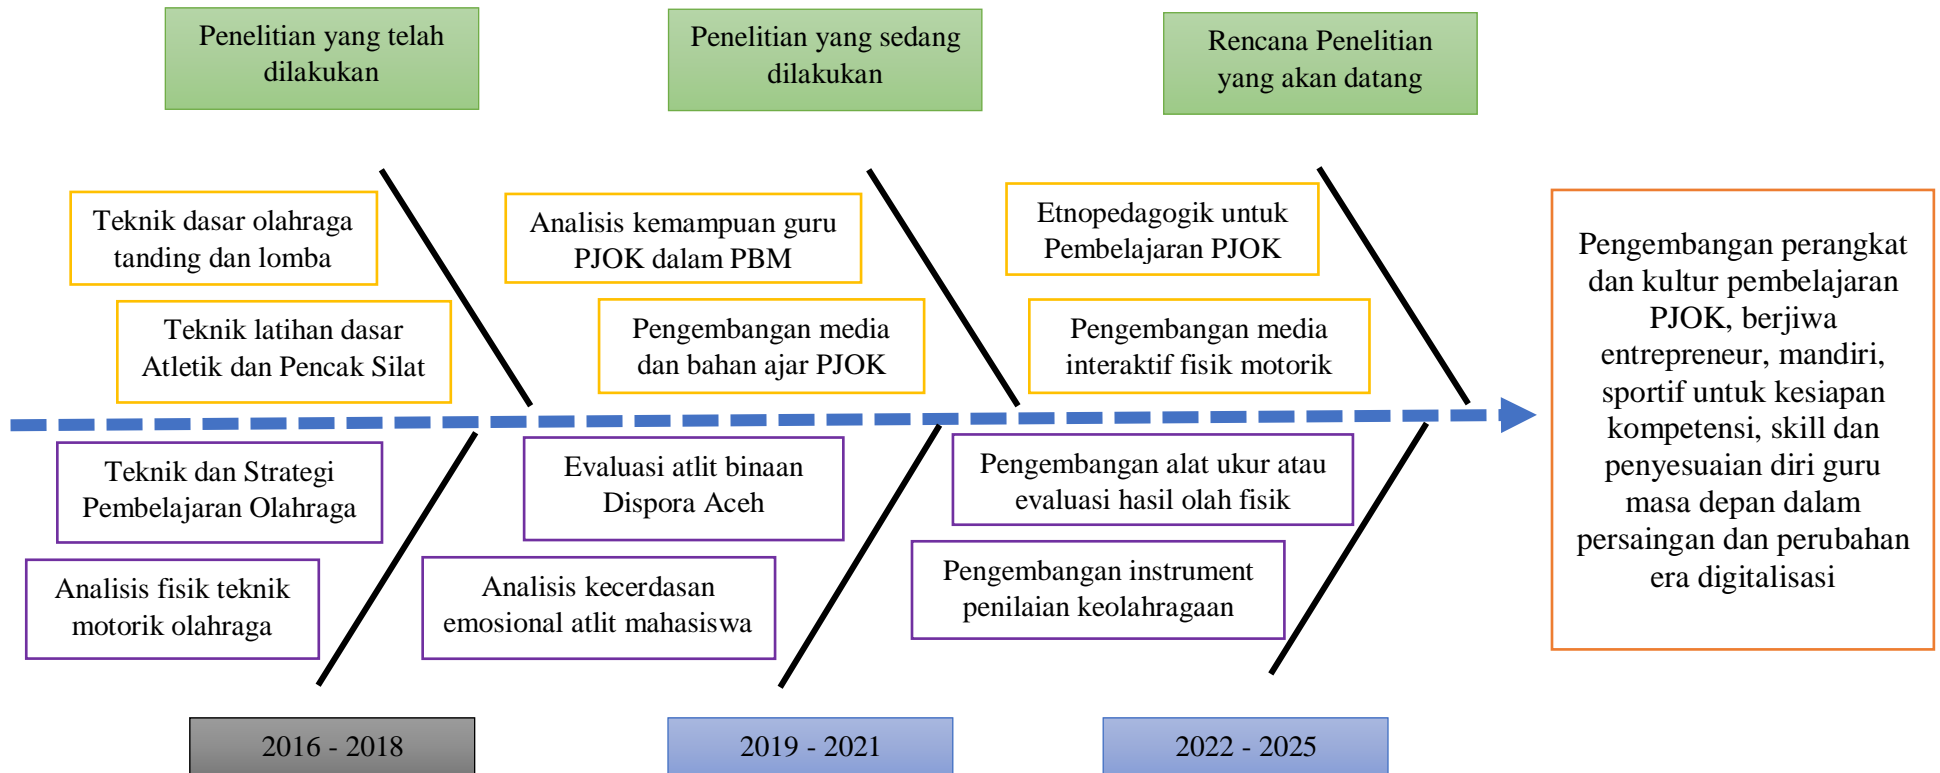 Penelitian yang telah
dilakukan
Penelitian yang sedang
dilakukan
Rencana Penelitian
yang akan datang
Teknik dasar olahraga
tanding dan lomba
Teknik latihan dasar
Atletik dan Pencak Silat
Analisis kemampuan guru
PJOK dalam PBM
Pengembangan media
dan bahan ajar PJOK
Etnopedagogik untuk
Pembelajaran PJOK
Pengembangan media
interaktif fisik motorik
Teknik dan Strategi
Pembelajaran Olahraga
Analisis fisik teknik
motorik olahraga
Evaluasi atlit binaan
Dispora Aceh
Analisis kecerdasan
emosional atlit mahasiswa
Pengembangan alat ukur atau
evaluasi hasil olah fisik
Pengembangan instrument
penilaian keolahragaan
Pengembangan perangkat
dan kultur pembelajaran
PJOK, berjiwa
entrepreneur, mandiri,
sportif untuk kesiapan
kompetensi, skill dan
penyesuaian diri guru
masa depan dalam
persaingan dan perubahan
era digitalisasi
2016 - 2018
2019 - 2021
2022 - 2025